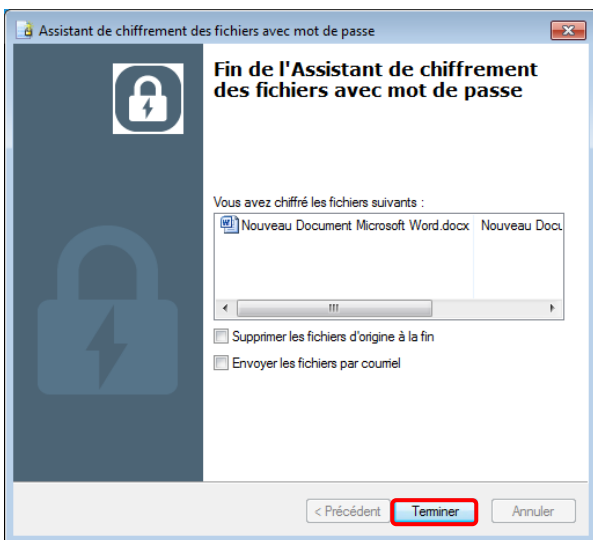 Assistant de chiffrement des fichiers avec mot de passe
Fin de l'Assistant de chiffrement
des fichiers avec mot de passe
Vous avez chiffré les fichiers suivants :
Nouveau Document Microsoft Word.docx Nouveau Docu
Supprimer les fichiers d'origine à la fin
Envoyer les fichiers par courriel
< Précédent Terminer Annuler